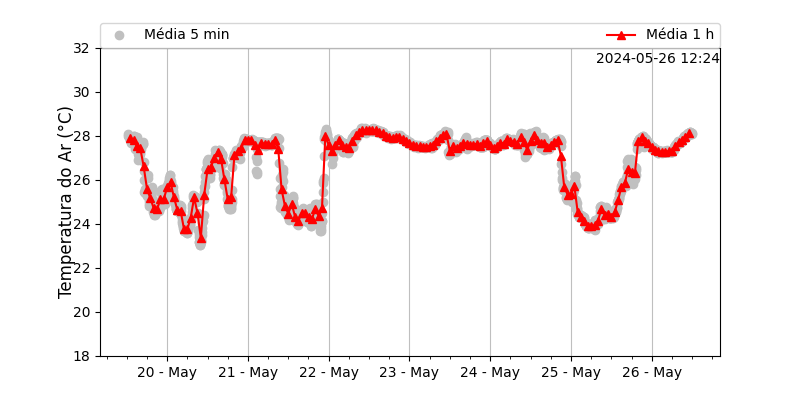 Média 5 min
Média 1 h
2024-05-26 12:24
Temperatura do Ar (°C)
32
30
28
26
24
22
20
18
20 - May
21 - May
22 - May
23 - May
24 - May
25 - May
26 - May